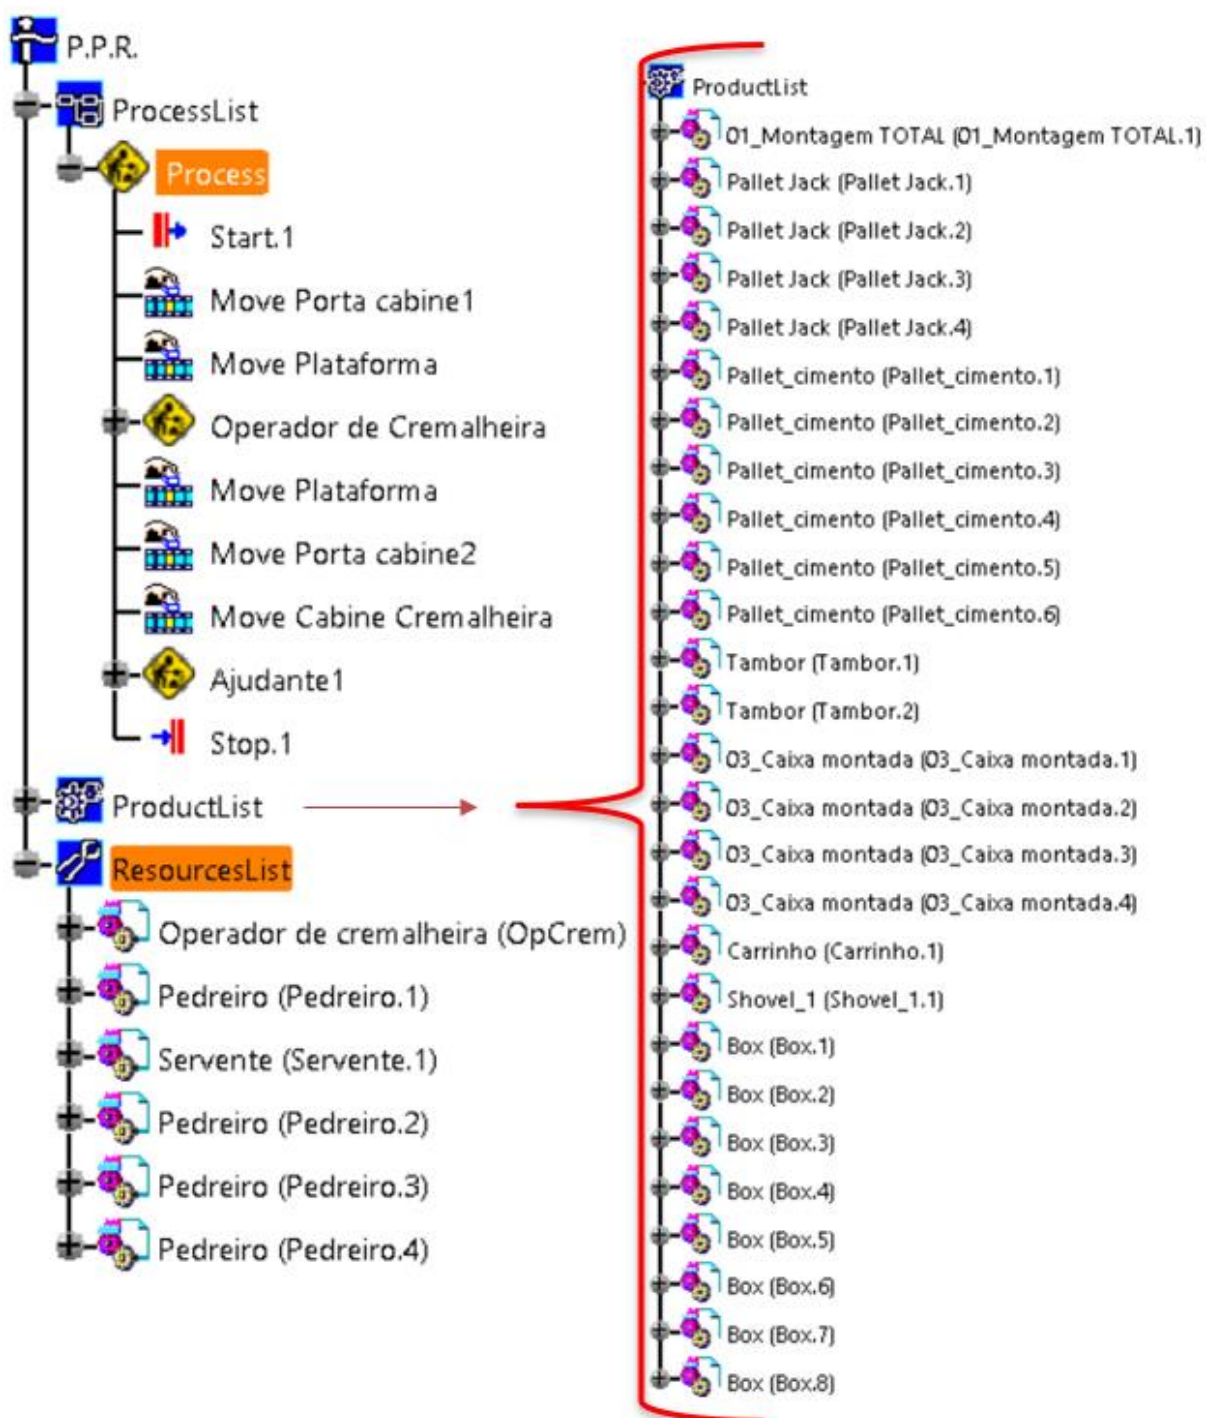 P.P.R.
ProcessList
Process
Start.1
Move Porta cabine1
Move Plataforma
Operador de Cremalheira
Move Plataforma
Move Porta cabine2
Move Cabine Cremalheira
Ajudante1
Stop.1
ProductList
ResourcesList
Operador de cremalheira (OpCrem)
Pedreiro (Pedreiro.1)
Servente (Servente.1)
Pedreiro (Pedreiro.2)
Pedreiro (Pedreiro.3)
Pedreiro (Pedreiro.4)
ProductList
01_Montagem TOTAL (01_Montagem TOTAL.1)
Pallet Jack (Pallet Jack.1)
Pallet Jack (Pallet Jack.2)
Pallet Jack (Pallet Jack.3)
Pallet Jack (Pallet Jack.4)
Pallet_cimento (Pallet_cimento.1)
Pallet_cimento (Pallet_cimento.2)
Pallet_cimento (Pallet_cimento.3)
Pallet_cimento (Pallet_cimento.4)
Pallet_cimento (Pallet_cimento.5)
Pallet_cimento (Pallet_cimento.6)
Tambor (Tambor.1)
Tambor (Tambor.2)
03_Caixa montada (03_Caixa montada.1)
03_Caixa montada (03_Caixa montada.2)
03_Caixa montada (03_Caixa montada.3)
03_Caixa montada (03_Caixa montada.4)
Carrinho (Carrinho.1)
Shovel_1 (Shovel_1.1)
Box (Box.1)
Box (Box.2)
Box (Box.3)
Box (Box.4)
Box (Box.5)
Box (Box.6)
Box (Box.7)
Box (Box.8)